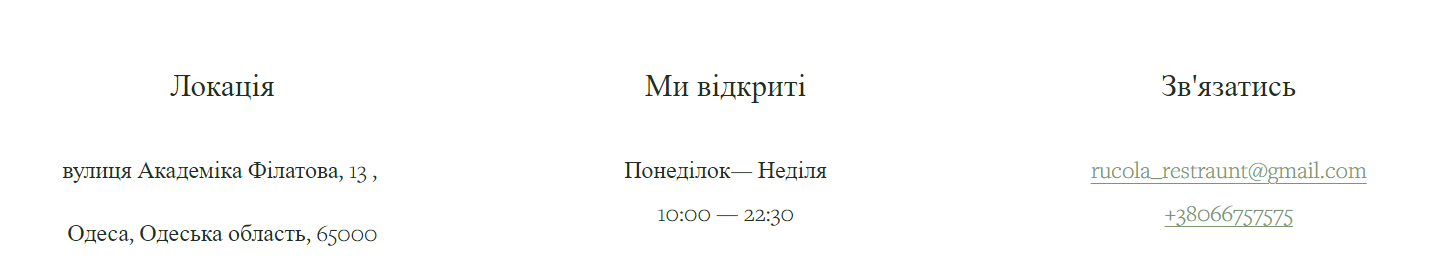 Локація
вулиця Академіка Філатова, 13 ,
Одеса, Одеська область, 65000
Ми відкриті
Понеділок— Неділя
10:00 — 22:30
Зв'язатись
rucola_restraunt@gmail.com
+38066757575